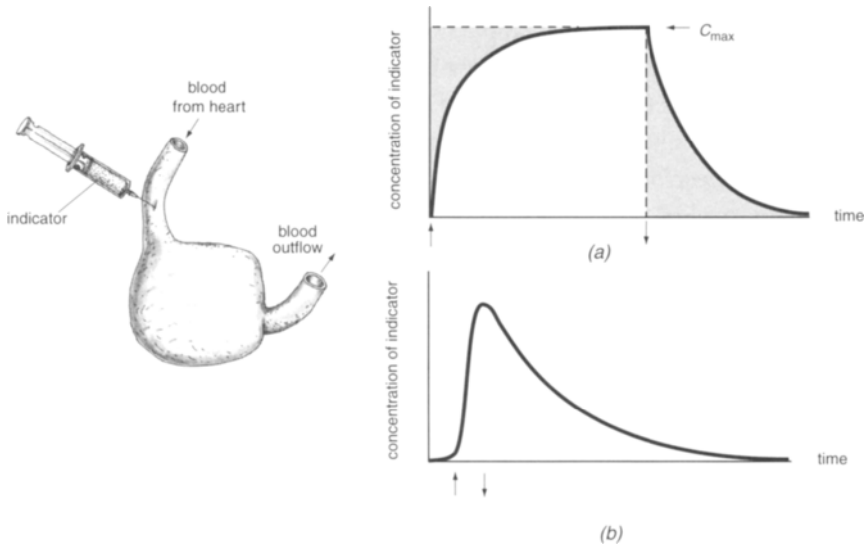 blood
from heart
indicator
blood
outflow
concentration of indicator
C max
time
(a)
concentration of indicator
time
(b)